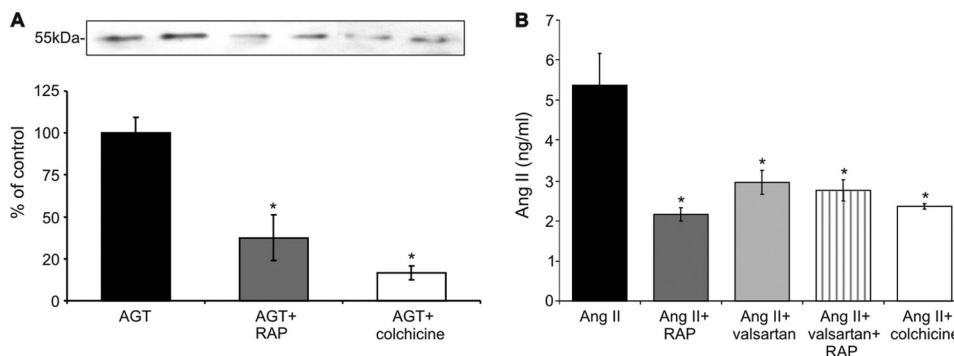 A
55kDa-
125
100
75
50
25
0
% of control
*
*
AGT
AGT+
RAP
AGT+
colchicine
B
7
6
5
4
3
2
1
0
Ang II (ng/ml)
*
*
*
*
Ang II
Ang II+
RAP
Ang II+
valsartan
Ang II+
valsartan+
RAP
Ang II+
colchicine